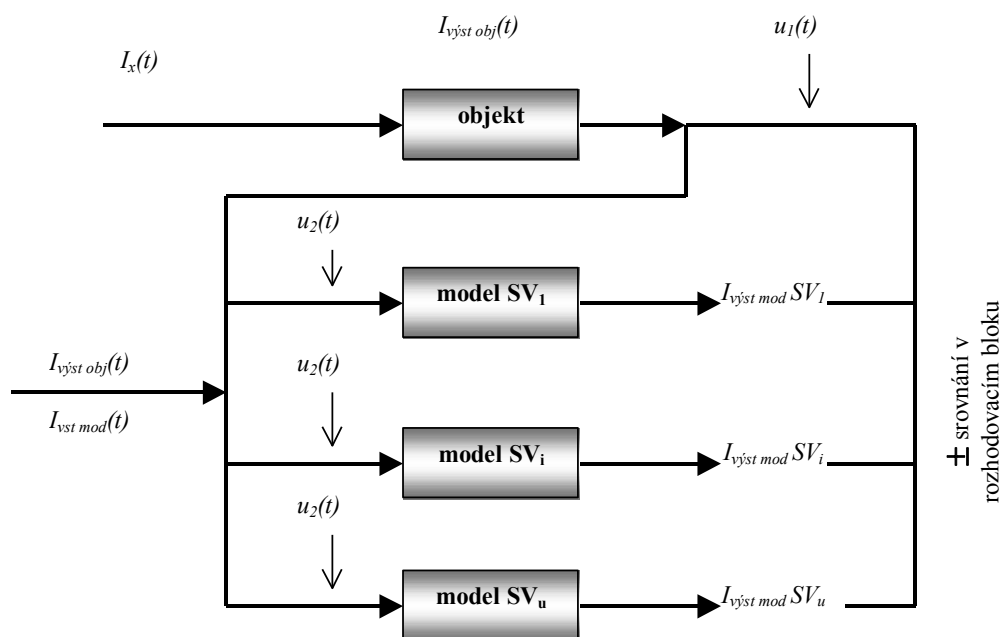 I_výst obj(t)
u_1(t)
I_x(t)
objekt
u_2(t)
model SV_1
I_výst mod SV_1
I_výst obj(t)
I_vst mod(t)
u_2(t)
model SV_i
I_výst mod SV_i
u_2(t)
model SV_u
I_výst mod SV_u
± srovnání v
rozhodovacím bloku